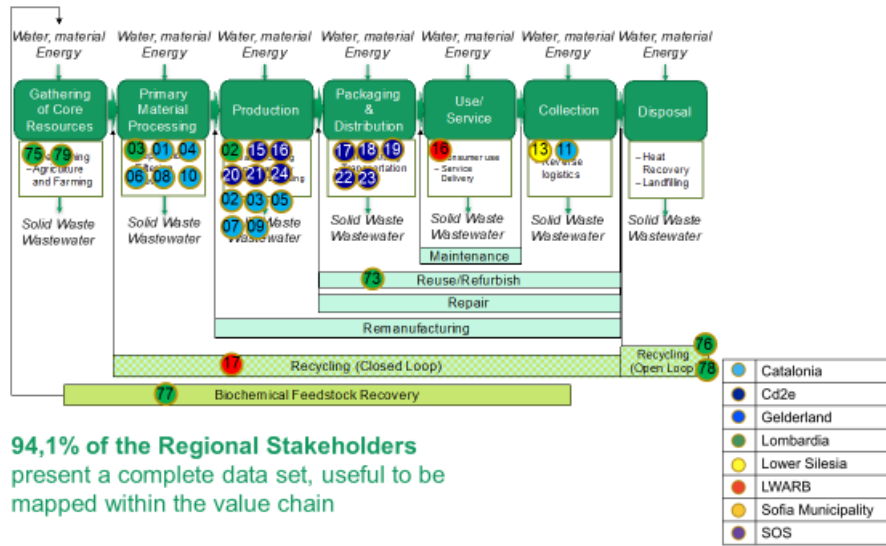 Water, material Energy
Water, material Energy
Water, material Energy
Water, material Energy
Water, material Energy
Water, material Energy
Water, material Energy
Gathering of Core Resources
Primary Material Processing
Production
Packaging & Distribution
Use/ Service
Collection
Disposal
75 79
– Agriculture and Farming
03 01 04
06 08 10
02 15 16
20 21 24
02 03 05
07 09
17 18 19
22 23
16
– Service Delivery
13 11
logistics
– Heat Recovery
– Landfilling
Solid Waste Wastewater
Solid Waste Wastewater
Solid Waste Wastewater
Solid Waste Wastewater
Solid Waste Wastewater
Solid Waste Wastewater
Solid Waste Wastewater
Maintenance
73 Reuse/Refurbish
Repair
Remanufacturing
17 Recycling (Closed Loop)
Recycling (Open Loop)
76
78
77 Biochemical Feedstock Recovery
Catalonia
Cd2e
Gelderland
Lombardia
Lower Silesia
LWARB
Sofia Municipality
SOS
94,1% of the Regional Stakeholders
present a complete data set, useful to be
mapped within the value chain